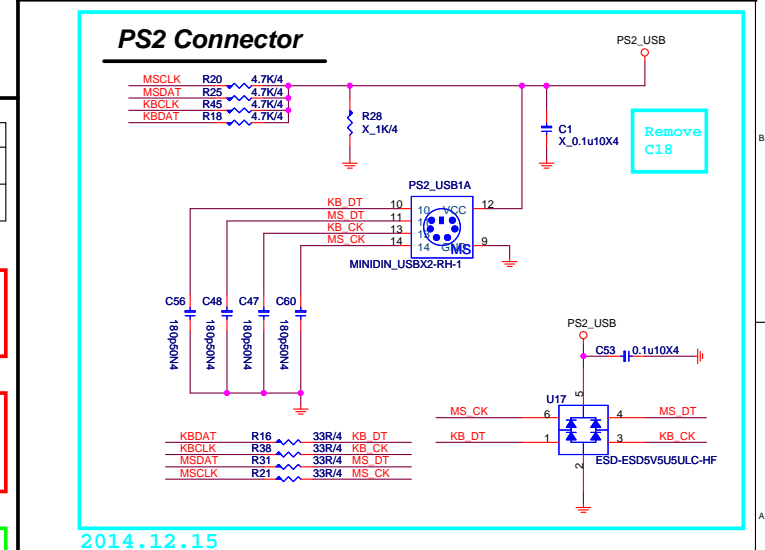 PS2 Connector
PS2_USB
MSCLK R20 4.7K/4
MSDAT R25 4.7K/4
KBCLK R45 4.7K/4
KBDAT R18 4.7K/4
R28
X_1K/4
C1
X_0.1u10X4
Remove
C18
B
PS2_USB1A
KB_DT 10 10 VCC 12
MS_DT 11
KB_CK 13
MS_CK 14 14 GND 9
MS
MINIDIN_USBX2-RH-1
C56 C48 C47 C60
180p50N4 180p50N4 180p50N4 180p50N4
PS2_USB
C53 0.1u10X4
5
U17
MS_CK 6 4 MS_DT
KB_DT 1 3 KB_CK
2
ESD-ESD5V5U5ULC-HF
KBDAT R16 33R/4 KB_DT
KBCLK R38 33R/4 KB_CK
MSDAT R31 33R/4 MS_DT
MSCLK R21 33R/4 MS_CK
A
2014.12.15